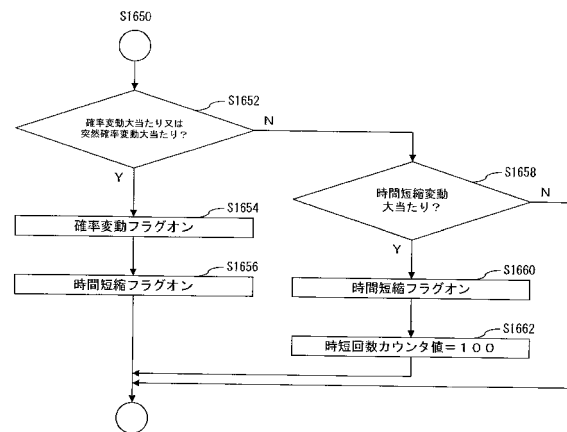 S1650
S1652
確率変動大当たり又は
突然確率変動大当たり？
N
Y
S1654
確率変動フラグオン
S1656
時間短縮フラグオン
S1658
時間短縮変動
大当たり？
N
Y
S1660
時間短縮フラグオン
S1662
時短回数カウンタ値＝１００